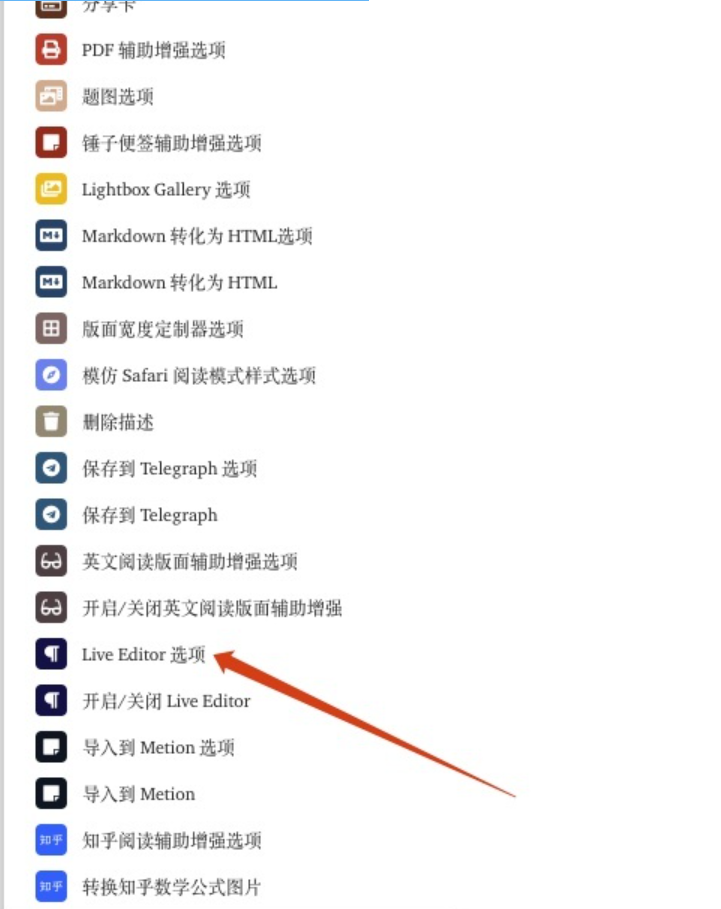 分享卡
PDF 辅助增强选项
题图选项
锤子便签辅助增强选项
Lightbox Gallery 选项
M↓ Markdown 转化为 HTML选项
M↓ Markdown 转化为 HTML
版面宽度定制器选项
模仿 Safari 阅读模式样式选项
删除描述
保存到 Telegraph 选项
保存到 Telegraph
英文阅读版面辅助增强选项
开启/关闭英文阅读版面辅助增强
¶ Live Editor 选项
¶ 开启/关闭 Live Editor
导入到 Metion 选项
导入到 Metion
知乎 知乎阅读辅助增强选项
知乎 转换知乎数学公式图片